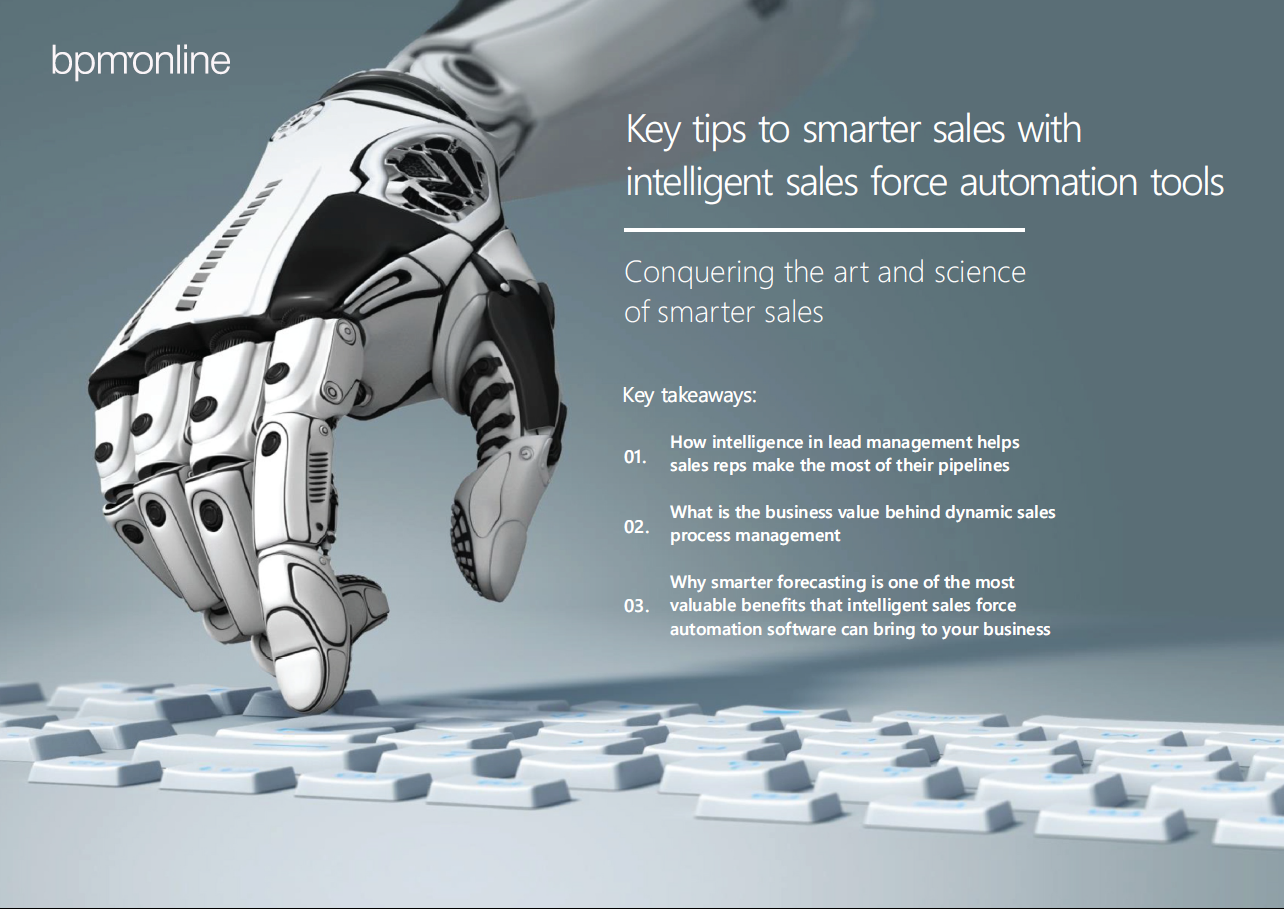 bpm'online
Key tips to smarter sales with
intelligent sales force automation tools
Conquering the art and science
of smarter sales
Key takeaways:
01.
How intelligence in lead management helps
sales reps make the most of their pipelines
02.
What is the business value behind dynamic sales
process management
03.
Why smarter forecasting is one of the most
valuable benefits that intelligent sales force
automation software can bring to your business